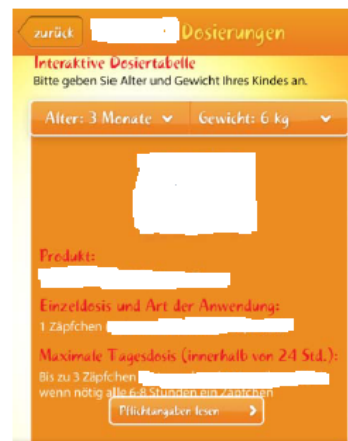 zurück Dosierungen
Interaktive Dosiertabelle
Bitte geben Sie Alter und Gewicht Ihres Kindes an.
Alter: 3 Monate Gewicht: 6 kg
Produkt:
Einzeldosis und Art der Anwendung:
1 Zäpfchen (
Maximale Tagesdosis (innerhalb von 24 Std.):
Bis zu 3 Zäpfchen
wenn nötig alle 6-8 Stunden ein Zäpfchen
Pflichtangaben lesen